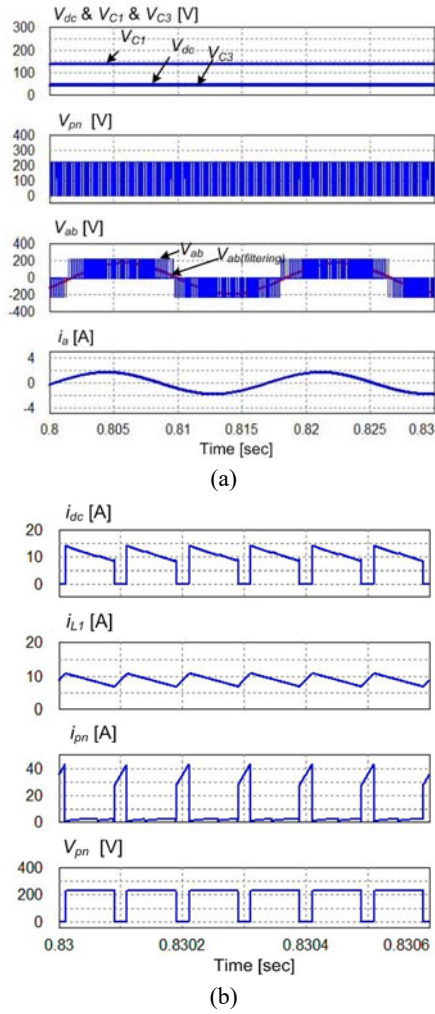 V_dc & V_C1 & V_C3 [V]
300
200
100
0
V_C1
V_dc
V_C3
V_pn [V]
400
300
200
100
0
V_ab [V]
400
200
0
-200
-400
V_ab
V_ab(filtering)
i_a [A]
4
0
-4
0.8
0.805
0.81
0.815
0.82
0.825
0.83
Time [sec]
(a)
i_dc [A]
20
10
0
i_L1 [A]
20
10
0
i_pn [A]
40
20
0
V_pn [V]
400
200
0
0.83
0.8302
0.8304
0.8306
Time [sec]
(b)